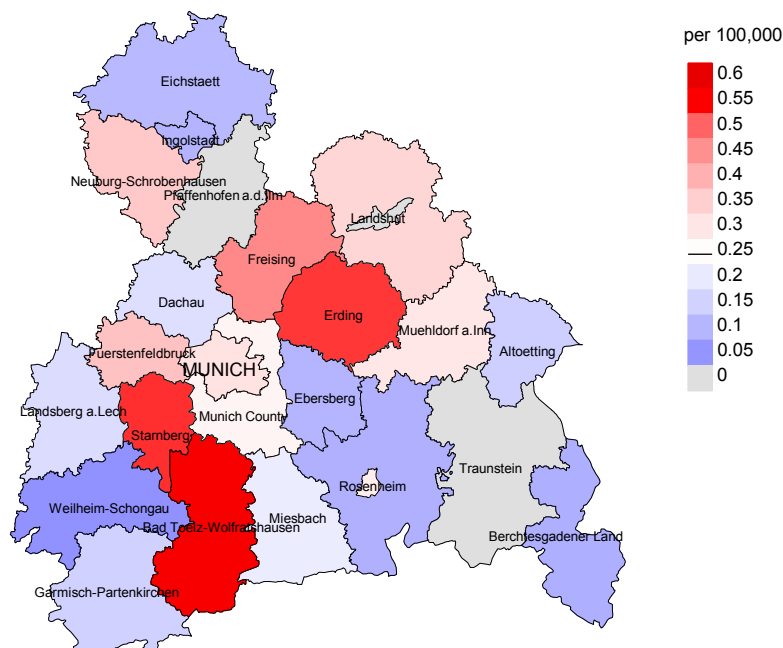 per 100,000
0.6
0.55
0.5
0.45
0.4
0.35
0.3
0.25
0.2
0.15
0.1
0.05
0
Eichstaett
Ingolstadt
Neuburg-Schrobenhausen
Pfaffenhofen a.d.Ilm
Landshut
Freising
Dachau
Erding
Muehldorf a.Inn
Altoetting
Fuerstenfeldbruck
MUNICH
Ebersberg
Landsberg a.Lech
Munich County
Starnberg
Traunstein
Rosenheim
Weilheim-Schongau
Miesbach
Bad Toelz-Wolfratshausen
Berchtesgadener Land
Garmisch-Partenkirchen